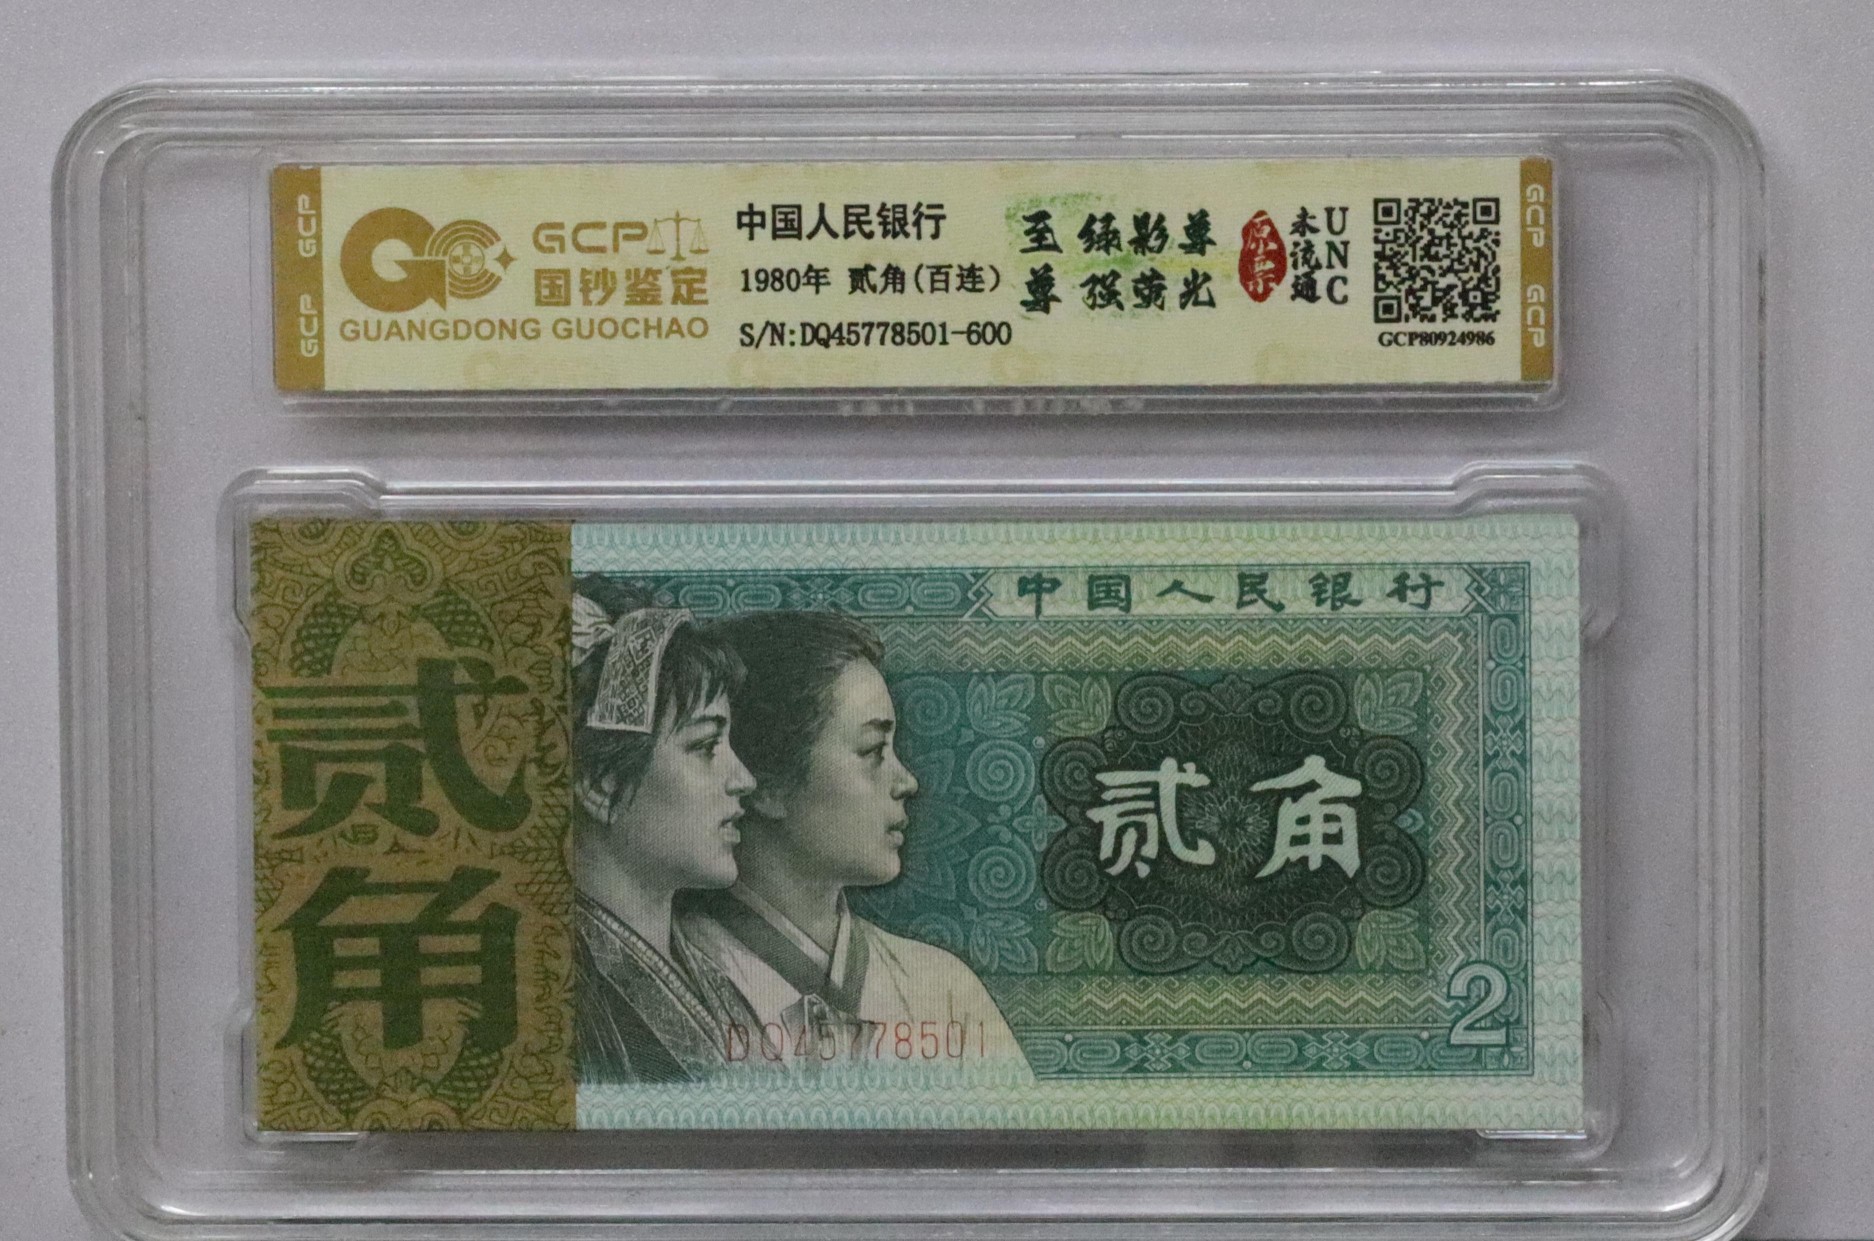 GCP
GCP
GCP
国钞鉴定
GUANGDONG GUOCHAO
中国人民银行
1980年 贰角(百连)
S/N:DQ45778501-600
至尊
绿影尊
强荧光
原票
未流通
UNC
GCP80924986
GCP
GCP
贰角
中国人民银行
贰角
2
DQ45778501